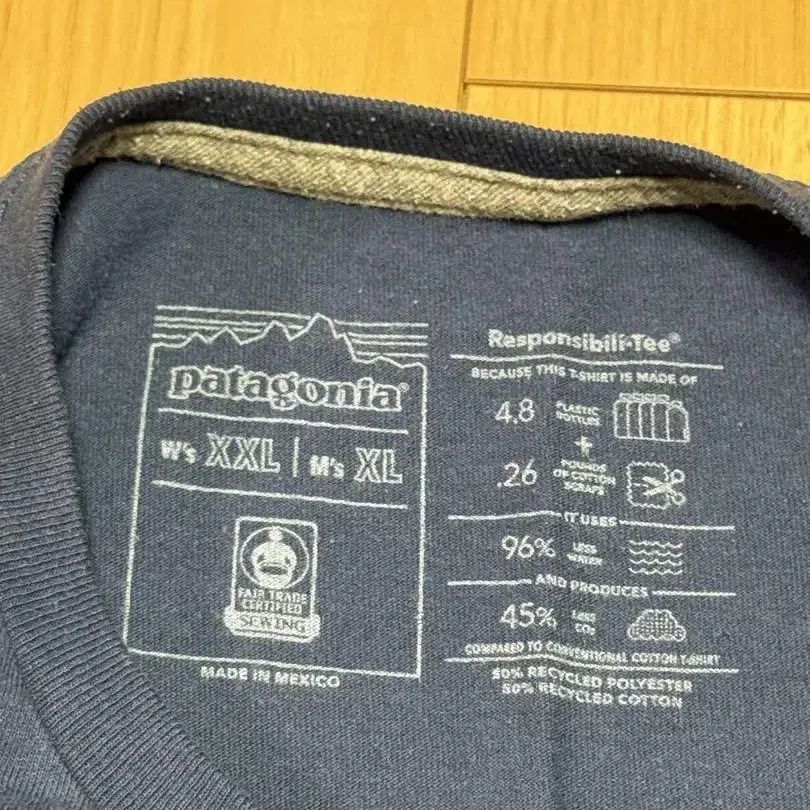 patagonia®
W's XXL | M's XL
FAIR TRADE
CERTIFIED
SEWING
MADE IN MEXICO
Responsibili-Tee®
BECAUSE THIS T-SHIRT IS MADE OF
4.8 PLASTIC
BOTTLES
+
.26 POUNDS
OF COTTON
SCRAPS
IT USES
96% LESS
WATER
AND PRODUCES
45% LESS
CO₂
COMPARED TO CONVENTIONAL COTTON T-SHIRT
50% RECYCLED POLYESTER
50% RECYCLED COTTON